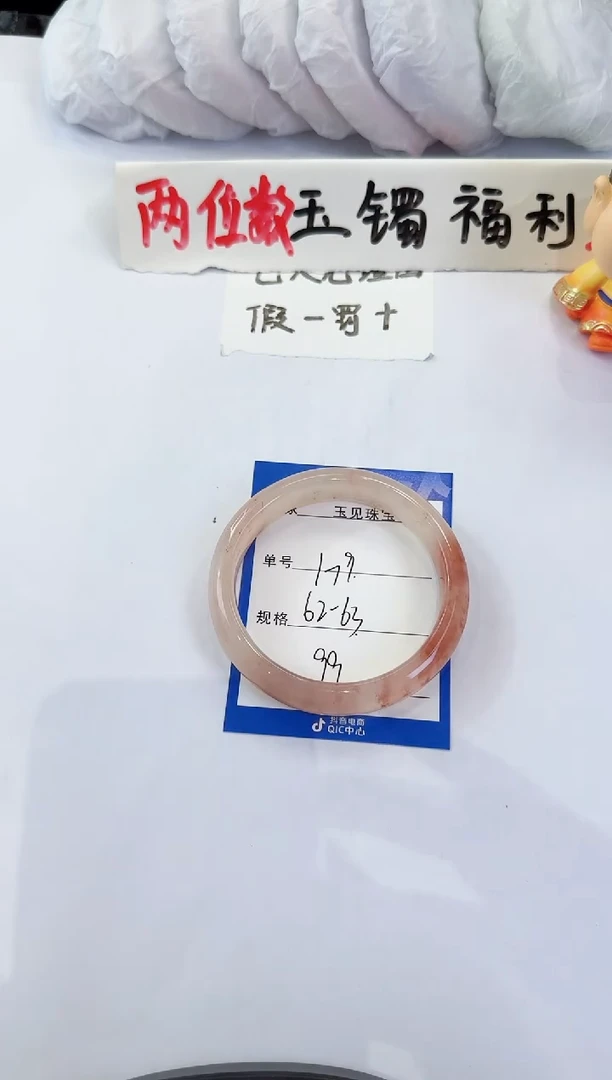 两位数玉镯福利
假一罚十
玉见珠宝
单号 179
规格 62-63
99
抖音电商
QIC中心